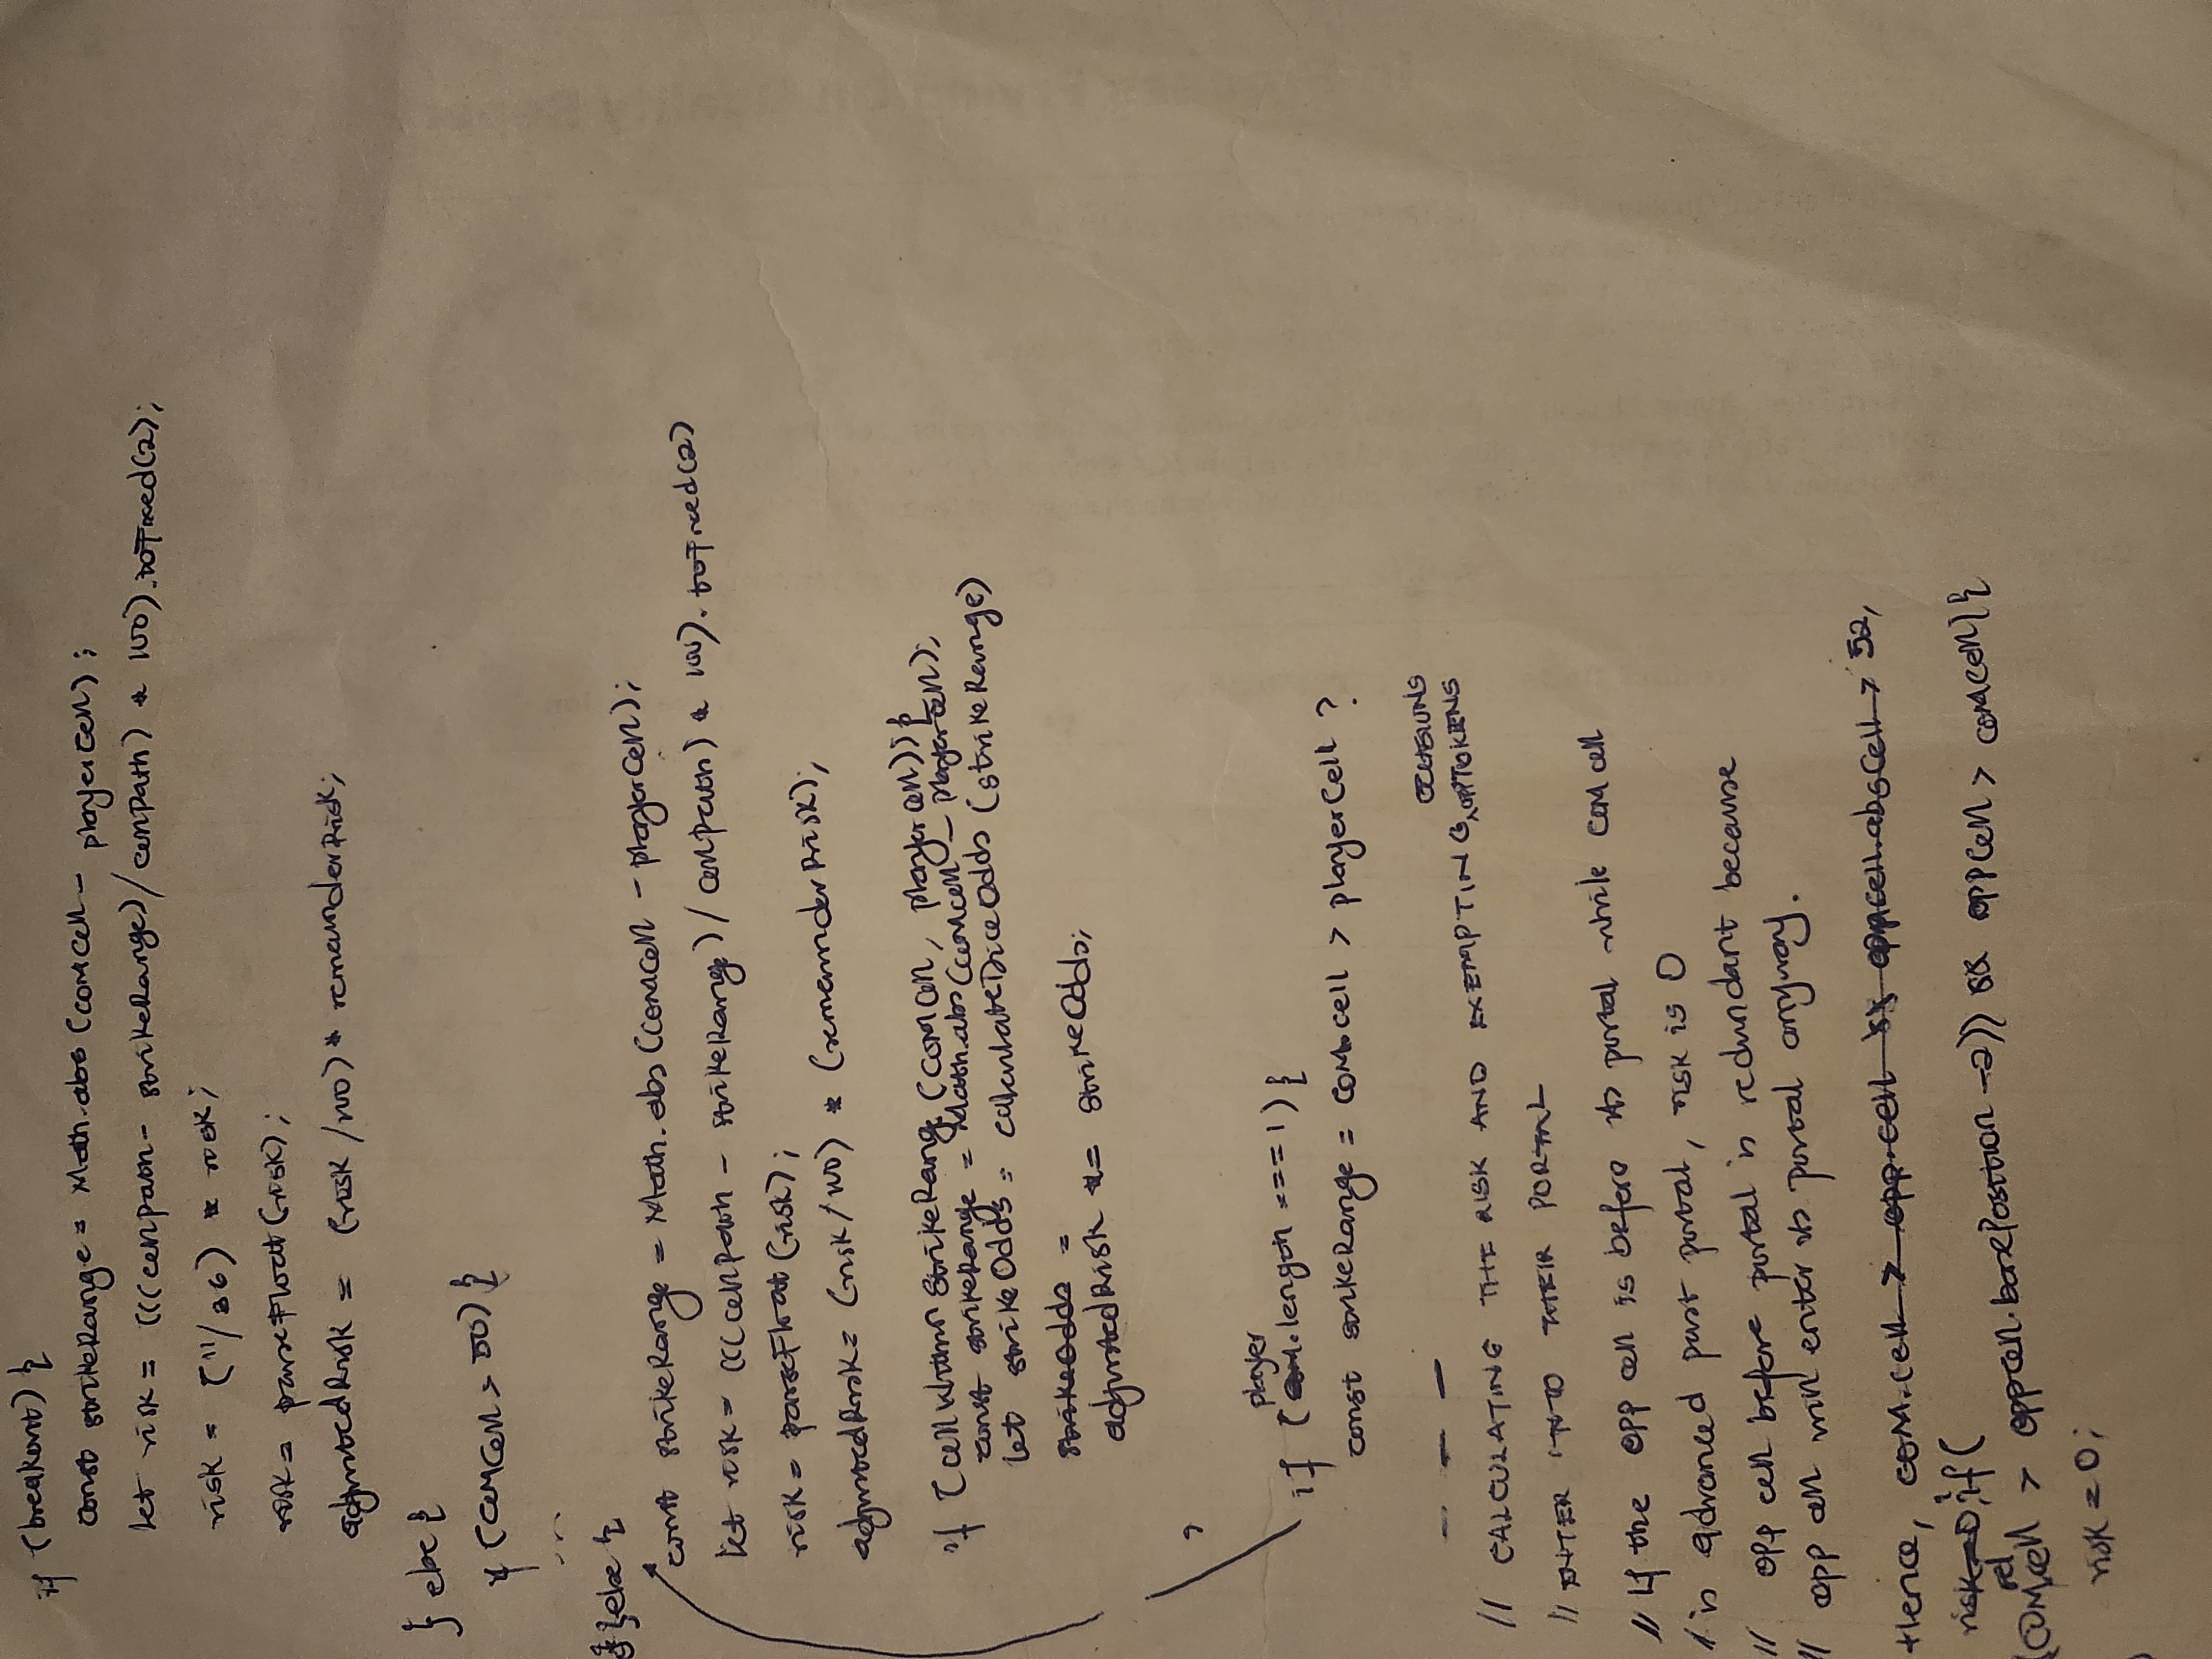 if (breakout) {
const strikeRange = Math.abs (COMCell - playerCell);
let risk = (((cellPath - strikeRange) / cellPath) * 100).toFixed(2);
risk = (11/36) * risk;
risk = parseFloat (risk);
adjustedRisk = (risk /100) * remainderRisk;
} else {
if (COMCell > 50) {
...
} else {
const strikeRange = Math.abs (COMCell - playerCell);
let risk = (((cellPath - strikeRange) / cellPath) * 100). toFixed(2)
risk = parseFloat (risk);
adjustedRisk = (risk/100) * (remainderRisk);
if (cellWithinStrikeRange (COMCell, playerCell)) {
const strikeRange = Math.abs (COMCell - playerCell);
let strikeOdds = calculateDiceOdds (strikeRange)
strikeOdds =
adjustedRisk *= strikeOdds;
player
if (COM.length === 1) {
const strikeRange = COM.cell > playerCell ?
- - -
OCCASIONS
// CALCULATING THE RISK AND EXEMPTING OPP TOKENS
// ENTER INTO THEIR PORTAL
// If the OPP cell is before its portal while COM cell
/ is advanced past portal, risk is 0
// OPP cell before portal is redundant because
// opp cell will enter its portal anyway.
Hence, COM.cell > opp.cell && oppcell.absCell > 52,
risk = 0, if (
rel
(COM.cell > oppcell.basePosition -2)) && OPPCell > COMCell) {
risk = 0;